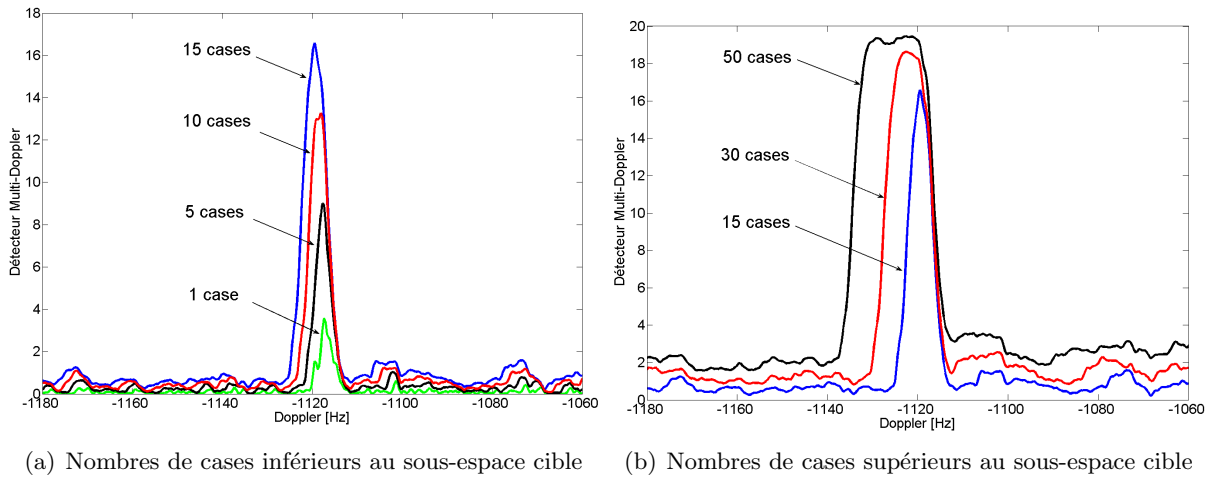 18
16
14
12
10
8
6
4
2
0
Détecteur Multi-Doppler
15 cases
10 cases
5 cases
1 case
-1180 -1160 -1140 -1120 -1100 -1080 -1060
Doppler [Hz]
(a) Nombres de cases inférieurs au sous-espace cible
20
18
16
14
12
10
8
6
4
2
0
Détecteur Multi-Doppler
50 cases
30 cases
15 cases
-1180 -1160 -1140 -1120 -1100 -1080 -1060
Doppler [Hz]
(b) Nombres de cases supérieurs au sous-espace cible